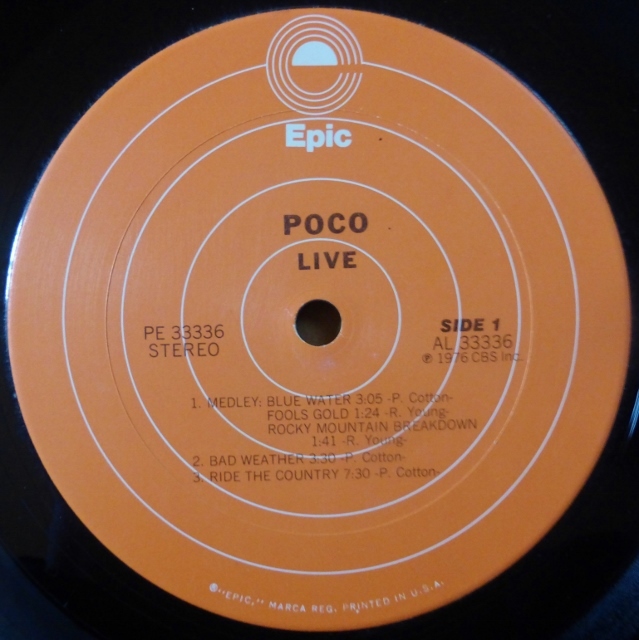 Epic
POCO
LIVE
PE 33336
STEREO
SIDE 1
AL 33336
℗ 1976 CBS Inc.
1. MEDLEY: BLUE WATER 3:05 -P. Cotton-
FOOLS GOLD 1:24 -R. Young-
ROCKY MOUNTAIN BREAKDOWN
1:41 -R. Young-
2. BAD WEATHER 3:30 -P. Cotton-
3. RIDE THE COUNTRY 7:30 -P. Cotton-
®"EPIC," MARCA REG. PRINTED IN U.S.A.